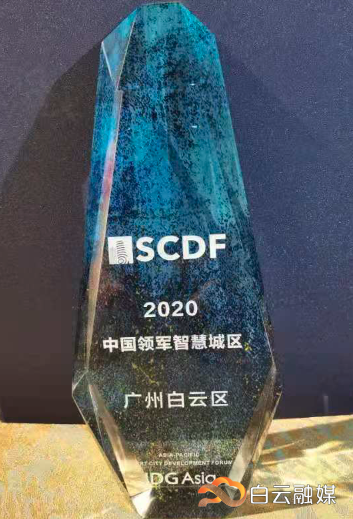 SCDF
2020
中国领军智慧城区
广州白云区
ASIA-PACIFIC
CITY DEVELOPMENT FORUM
IDG Asia
白云融媒